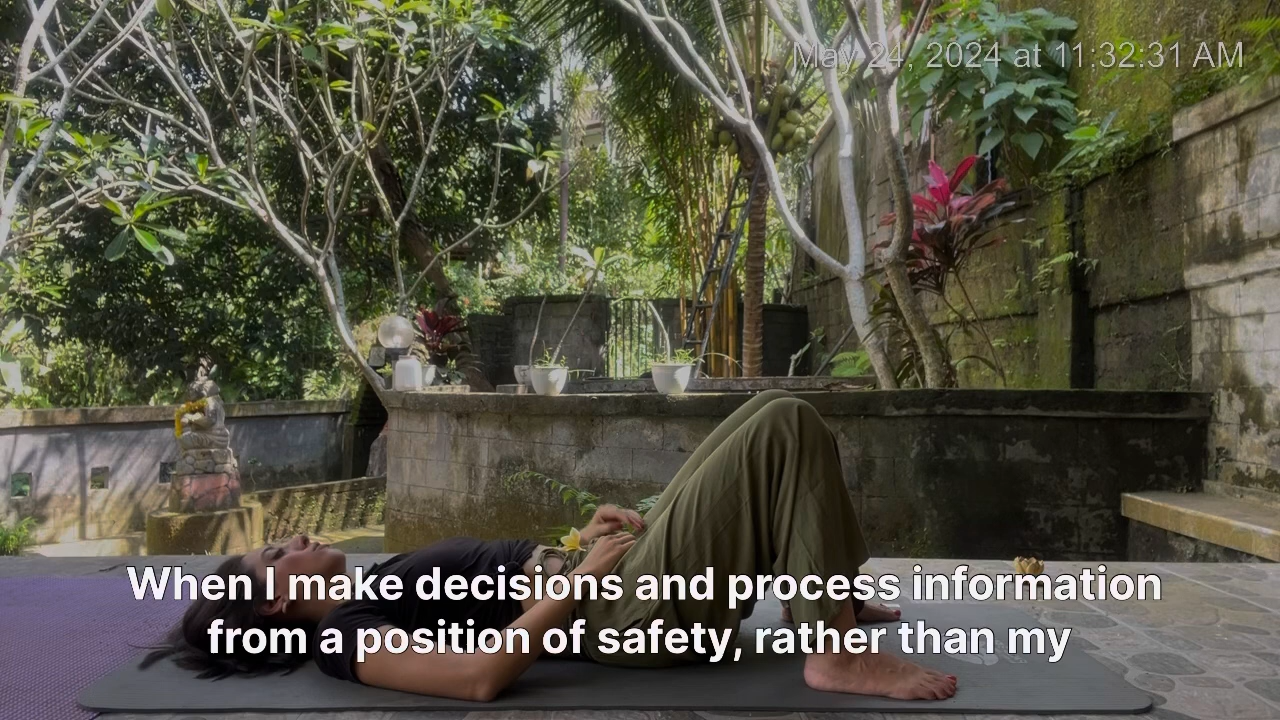 May 24, 2024 at 11:32:31 AM
When I make decisions and process information
from a position of safety, rather than my